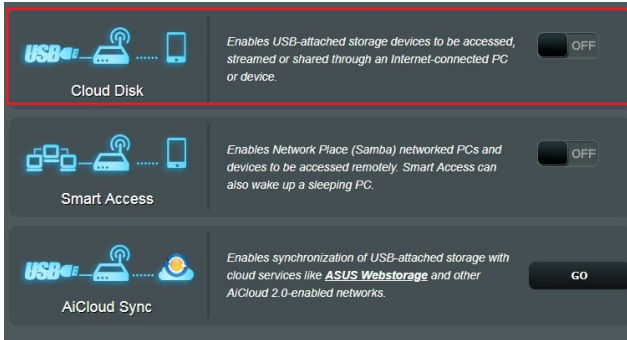 Enables USB-attached storage devices to be accessed,
USB
streamed or shared through an Internet-connected PC
OFF
or device.
Cloud Disk
Enables Network Place (Samba) networked PCs and
devices to be accessed remotely. Smart Access can
OFF
also wake up a sleeping PC.
Smart Access
Enables synchronization of USB-attached storage with
USB
cloud services like ASUS Webstorage and other
GO
AiCloud 2.0-enabled networks.
AiCloud Sync